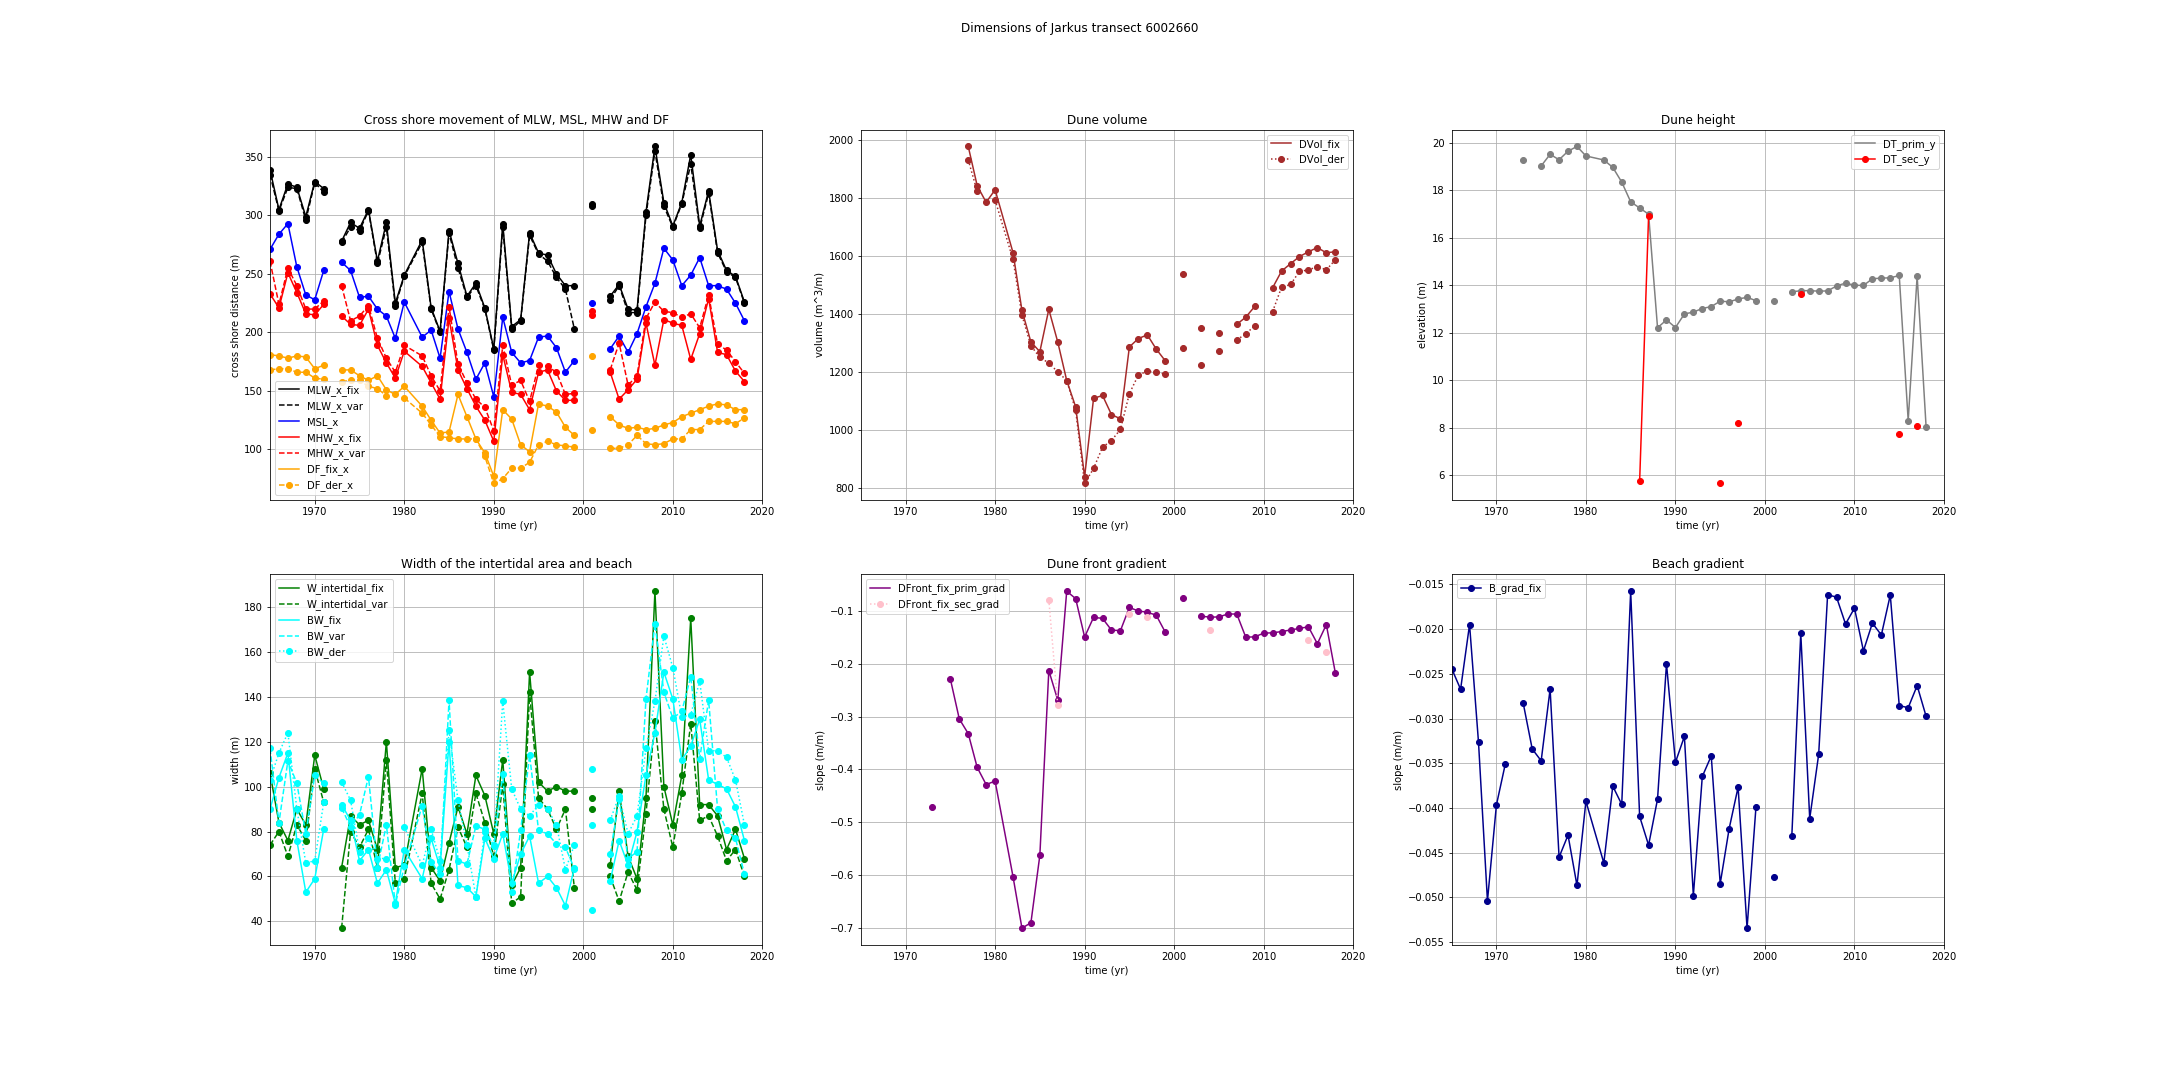 Dimensions of Jarkus transect 6002660
Cross shore movement of MLW, MSL, MHW and DF
cross shore distance (m)
350
300
250
200
150
100
MLW_x_fix
MLW_x_var
MSL_x
MHW_x_fix
MHW_x_var
DF_fix_x
DF_der_x
1970 1980 1990 2000 2010 2020
time (yr)
Dune volume
volume (m^3/m)
2000
1800
1600
1400
1200
1000
800
DVol_fix
DVol_der
1970 1980 1990 2000 2010 2020
time (yr)
Dune height
elevation (m)
20
18
16
14
12
10
8
6
DT_prim_y
DT_sec_y
1970 1980 1990 2000 2010 2020
time (yr)
Width of the intertidal area and beach
width (m)
180
160
140
120
100
80
60
40
W_intertidal_fix
W_intertidal_var
BW_fix
BW_var
BW_der
1970 1980 1990 2000 2010 2020
time (yr)
Dune front gradient
slope (m/m)
−0.1
−0.2
−0.3
−0.4
−0.5
−0.6
−0.7
DFront_fix_prim_grad
DFront_fix_sec_grad
1970 1980 1990 2000 2010 2020
time (yr)
Beach gradient
slope (m/m)
−0.015
−0.020
−0.025
−0.030
−0.035
−0.040
−0.045
−0.050
−0.055
B_grad_fix
1970 1980 1990 2000 2010 2020
time (yr)